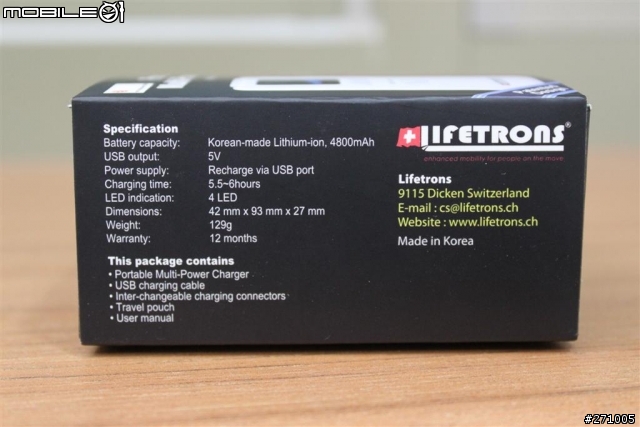 MOBILE01
Specification
Battery capacity: Korean-made Lithium-ion, 4800mAh
USB output: 5V
Power supply: Recharge via USB port
Charging time: 5.5~6hours
LED indication: 4 LED
Dimensions: 42 mm x 93 mm x 27 mm
Weight: 129g
Warranty: 12 months
This package contains
• Portable Multi-Power Charger
• USB charging cable
• Inter-changeable charging connectors
• Travel pouch
• User manual
LIFETRONS®
enhanced mobility for people on the move
Lifetrons
9115 Dicken Switzerland
E-mail : cs@lifetrons.ch
Website : www.lifetrons.ch
Made in Korea
#271005